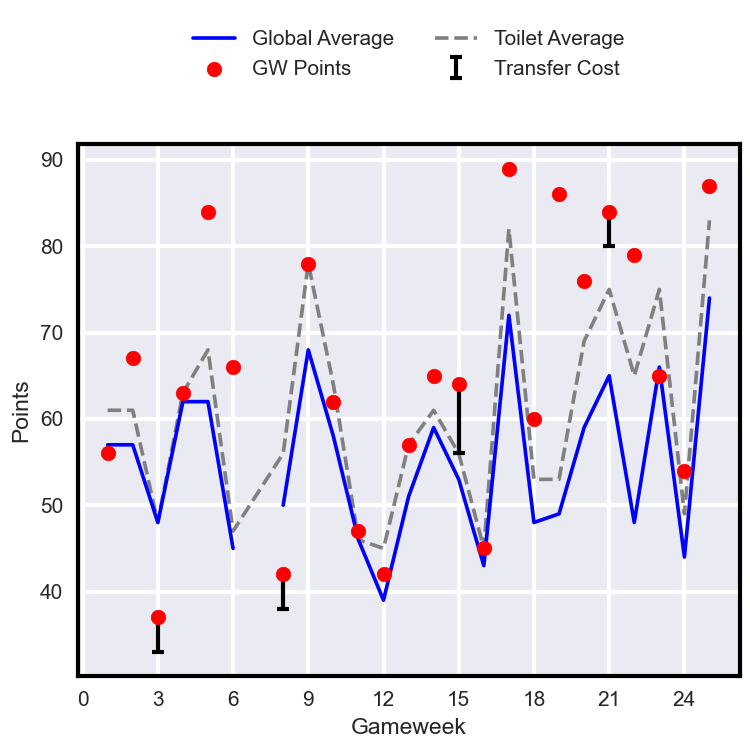 Global Average
Toilet Average
GW Points
Transfer Cost
90
80
70
60
50
40
Points
0 3 6 9 12 15 18 21 24
Gameweek